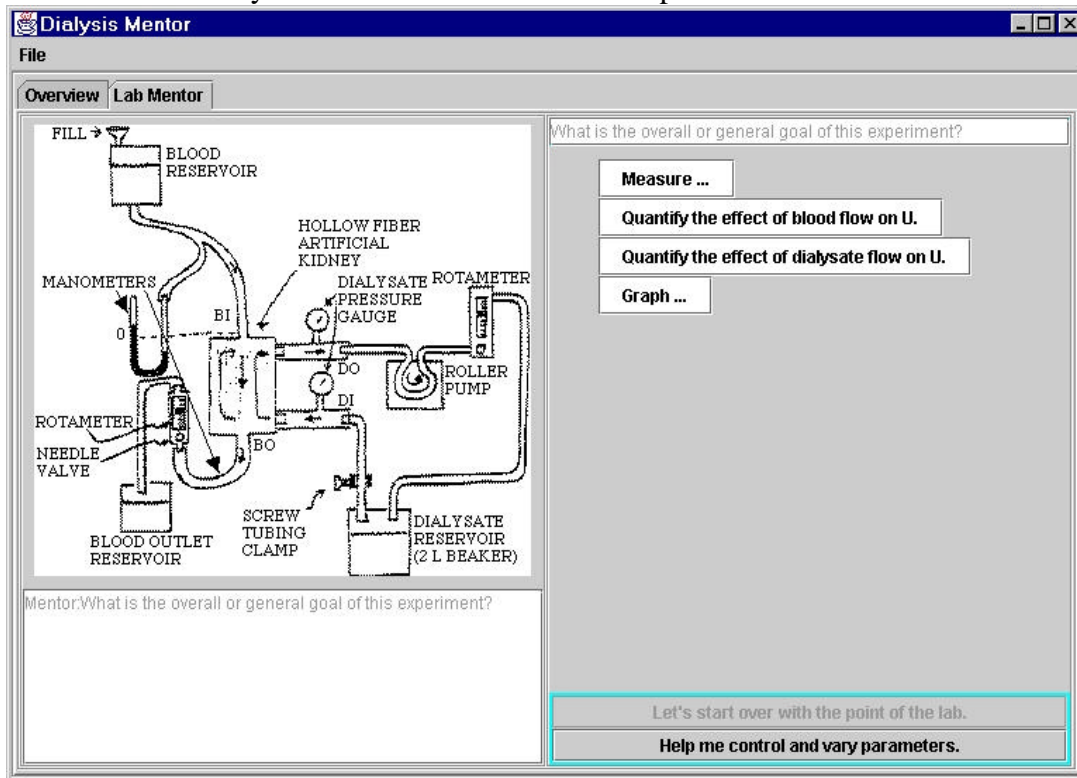 Dialysis Mentor
File
Overview
Lab Mentor
FILL
BLOOD
RESERVOIR
HOLLOW FIBER
ARTIFICIAL
KIDNEY
MANOMETERS
DIALYSATE
PRESSURE
GAUGE
ROTAMETER
BI
0
DO
ROLLER
PUMP
DI
ROTAMETER
NEEDLE
VALVE
BO
SCREW
TUBING
CLAMP
BLOOD OUTLET
RESERVOIR
DIALYSATE
RESERVOIR
(2 L BEAKER)
Mentor:What is the overall or general goal of this experiment?
What is the overall or general goal of this experiment?
Measure ...
Quantify the effect of blood flow on U.
Quantify the effect of dialysate flow on U.
Graph ...
Let's start over with the point of the lab.
Help me control and vary parameters.